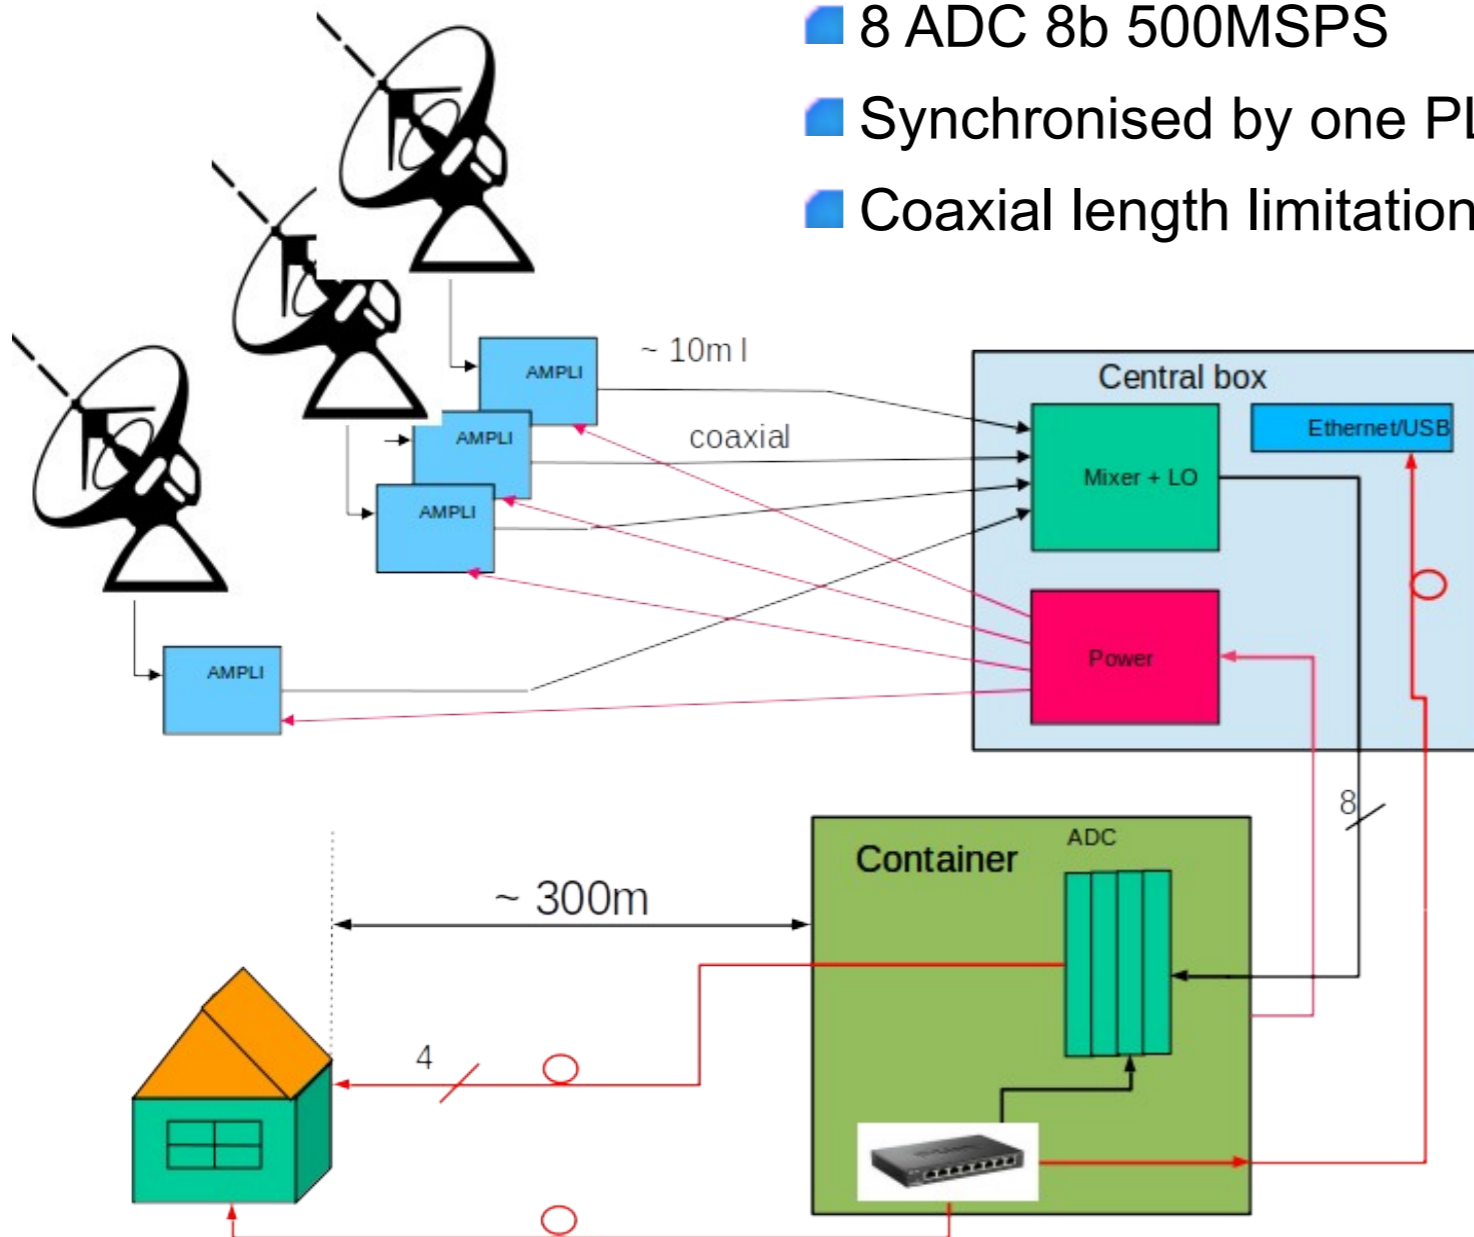 8 ADC 8b 500MSPS
Synchronised by one PL
Coaxial length limitation
~ 10m l
Central box
AMPLI
Ethernet/USB
coaxial
AMPLI
Mixer + LO
AMPLI
Power
AMPLI
8
ADC
Container
~ 300m
4